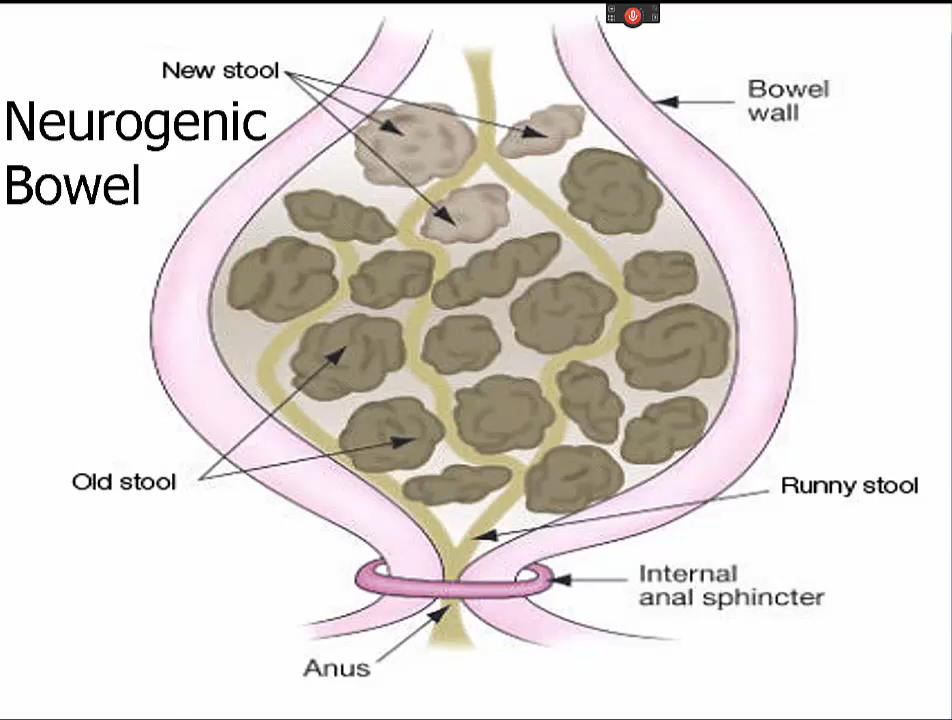 New stool
Neurogenic
Bowel
Bowel
wall
Old stool
Runny stool
Internal
anal sphincter
Anus